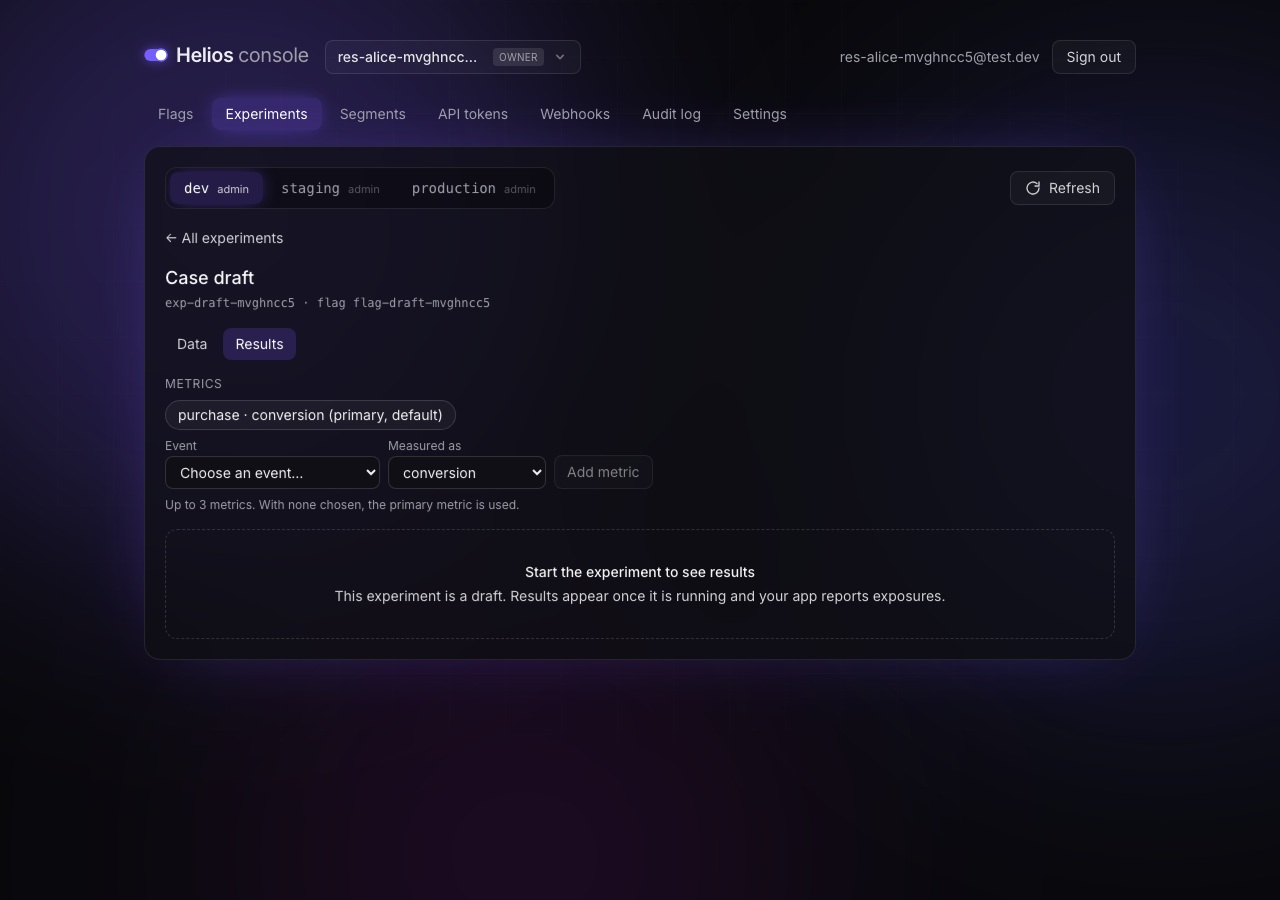 Helios console res-alice-mvghncc... OWNER res-alice-mvghncc5@test.dev Sign out
Flags Experiments Segments API tokens Webhooks Audit log Settings
dev admin staging admin production admin Refresh
← All experiments
Case draft
exp-draft-mvghncc5 · flag flag-draft-mvghncc5
Data Results
METRICS
purchase · conversion (primary, default)
Event Measured as
Choose an event... conversion Add metric
Up to 3 metrics. With none chosen, the primary metric is used.
Start the experiment to see results
This experiment is a draft. Results appear once it is running and your app reports exposures.